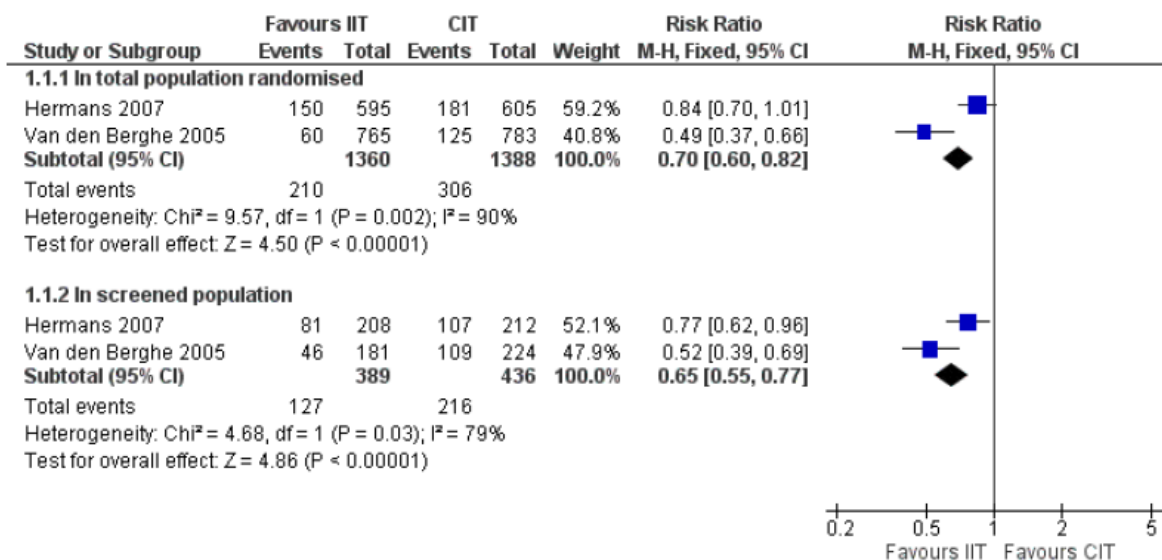 Favours IIT CIT Risk Ratio Risk Ratio
Study or Subgroup Events Total Events Total Weight M-H, Fixed, 95% CI M-H, Fixed, 95% CI
1.1.1 In total population randomised
Hermans 2007 150 595 181 605 59.2% 0.84 [0.70, 1.01]
Van den Berghe 2005 60 765 125 783 40.8% 0.49 [0.37, 0.66]
Subtotal (95% CI) 1360 1388 100.0% 0.70 [0.60, 0.82]
Total events 210 306
Heterogeneity: Chi² = 9.57, df = 1 (P = 0.002); I² = 90%
Test for overall effect: Z = 4.50 (P < 0.00001)
1.1.2 In screened population
Hermans 2007 81 208 107 212 52.1% 0.77 [0.62, 0.96]
Van den Berghe 2005 46 181 109 224 47.9% 0.52 [0.39, 0.69]
Subtotal (95% CI) 389 436 100.0% 0.65 [0.55, 0.77]
Total events 127 216
Heterogeneity: Chi² = 4.68, df = 1 (P = 0.03); I² = 79%
Test for overall effect: Z = 4.86 (P < 0.00001)
0.2 0.5 1 2 5
Favours IIT Favours CIT